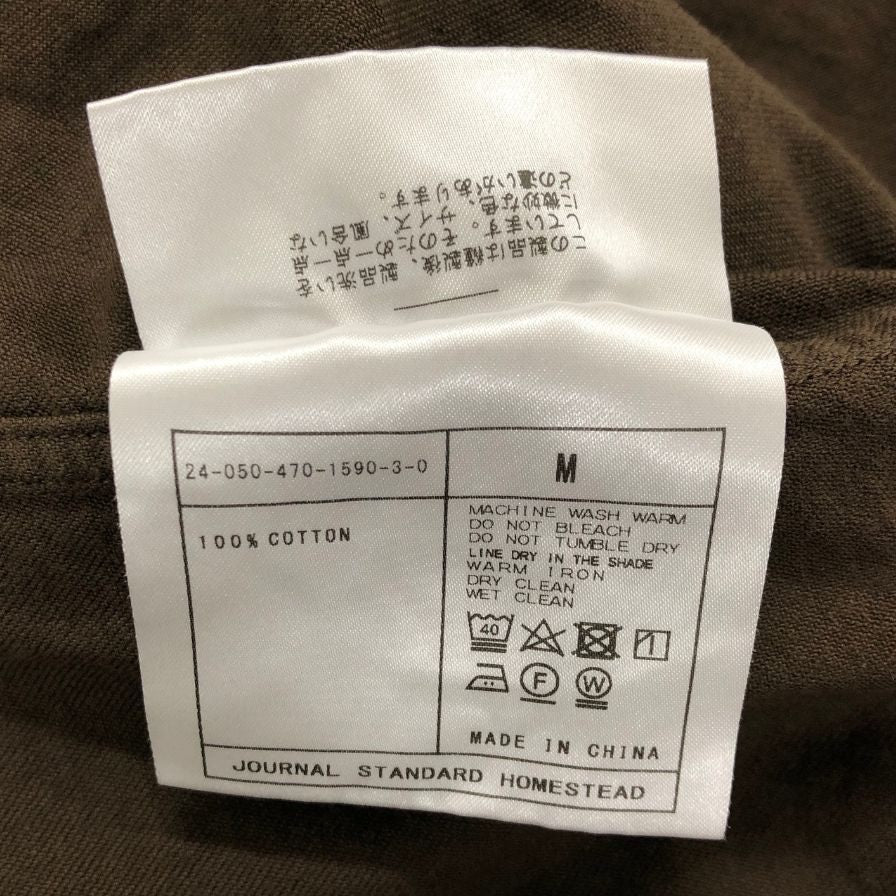 この製品は縫製後、製品洗いを
しています。そのため一点一点
に微妙な色、サイズ、風合いな
どの違いがあります。
24-050-470-1590-3-0
M
100% COTTON
MACHINE WASH WARM
DO NOT BLEACH
DO NOT TUMBLE DRY
LINE DRY IN THE SHADE
WARM IRON
DRY CLEAN
WET CLEAN
40
F W
MADE IN CHINA
JOURNAL STANDARD HOMESTEAD